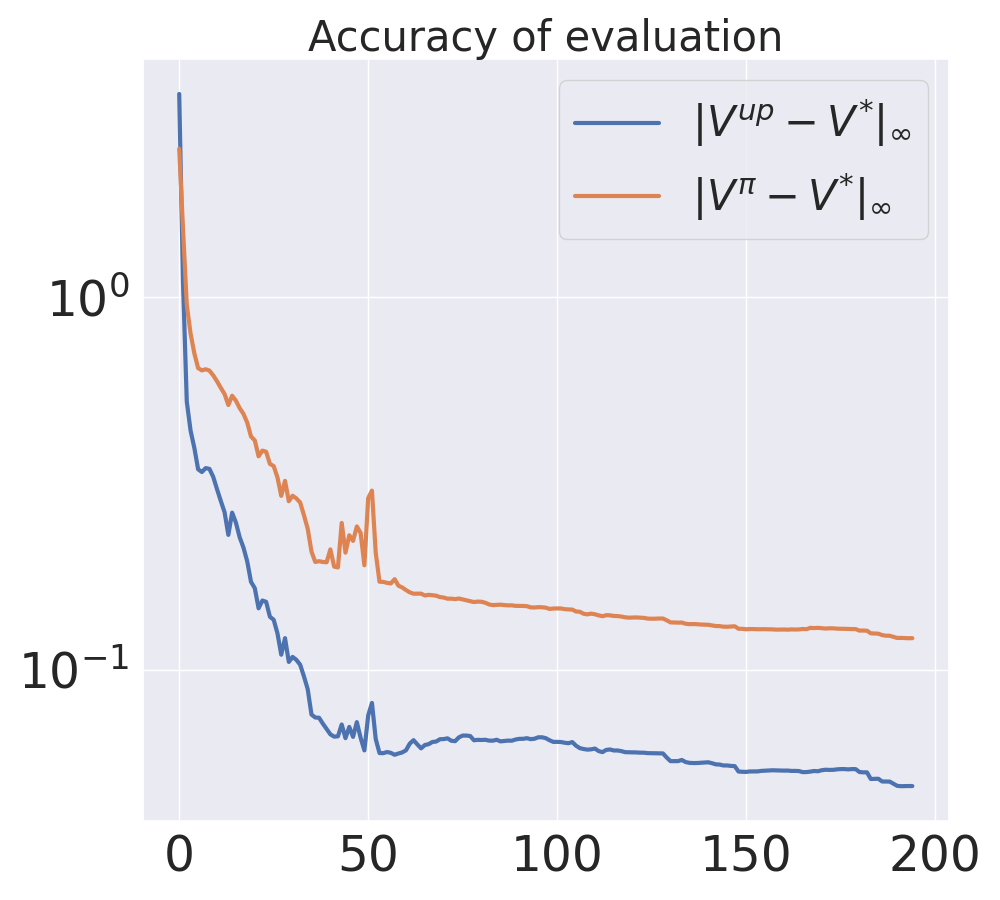 Accuracy of evaluation
|V^{up} − V^*|_∞
|V^π − V^*|_∞
10^0
10^{−1}
0 50 100 150 200